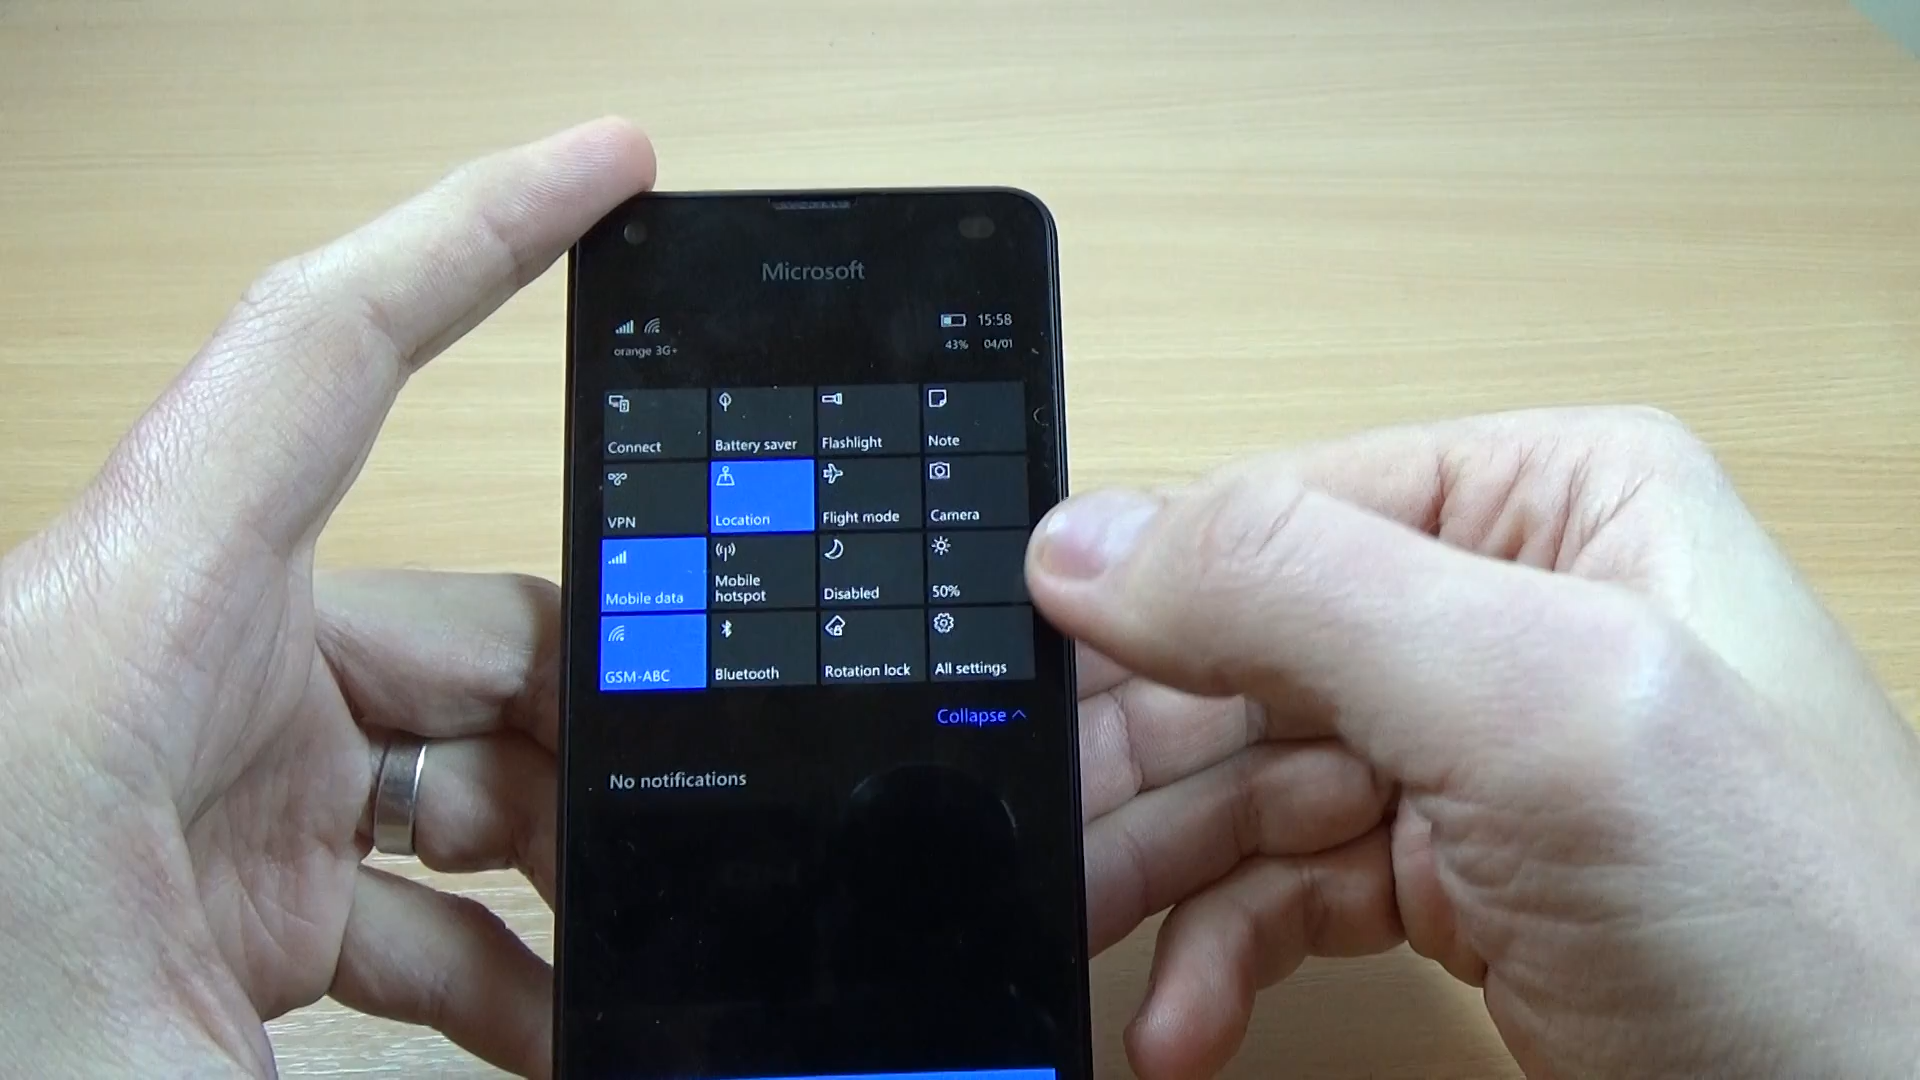 Microsoft
15:58
orange 3G+
43% 04/01
Connect
Battery saver
Flashlight
Note
VPN
Location
Flight mode
Camera
Mobile data
Mobile
hotspot
Disabled
50%
GSM-ABC
Bluetooth
Rotation lock
All settings
Collapse
No notifications